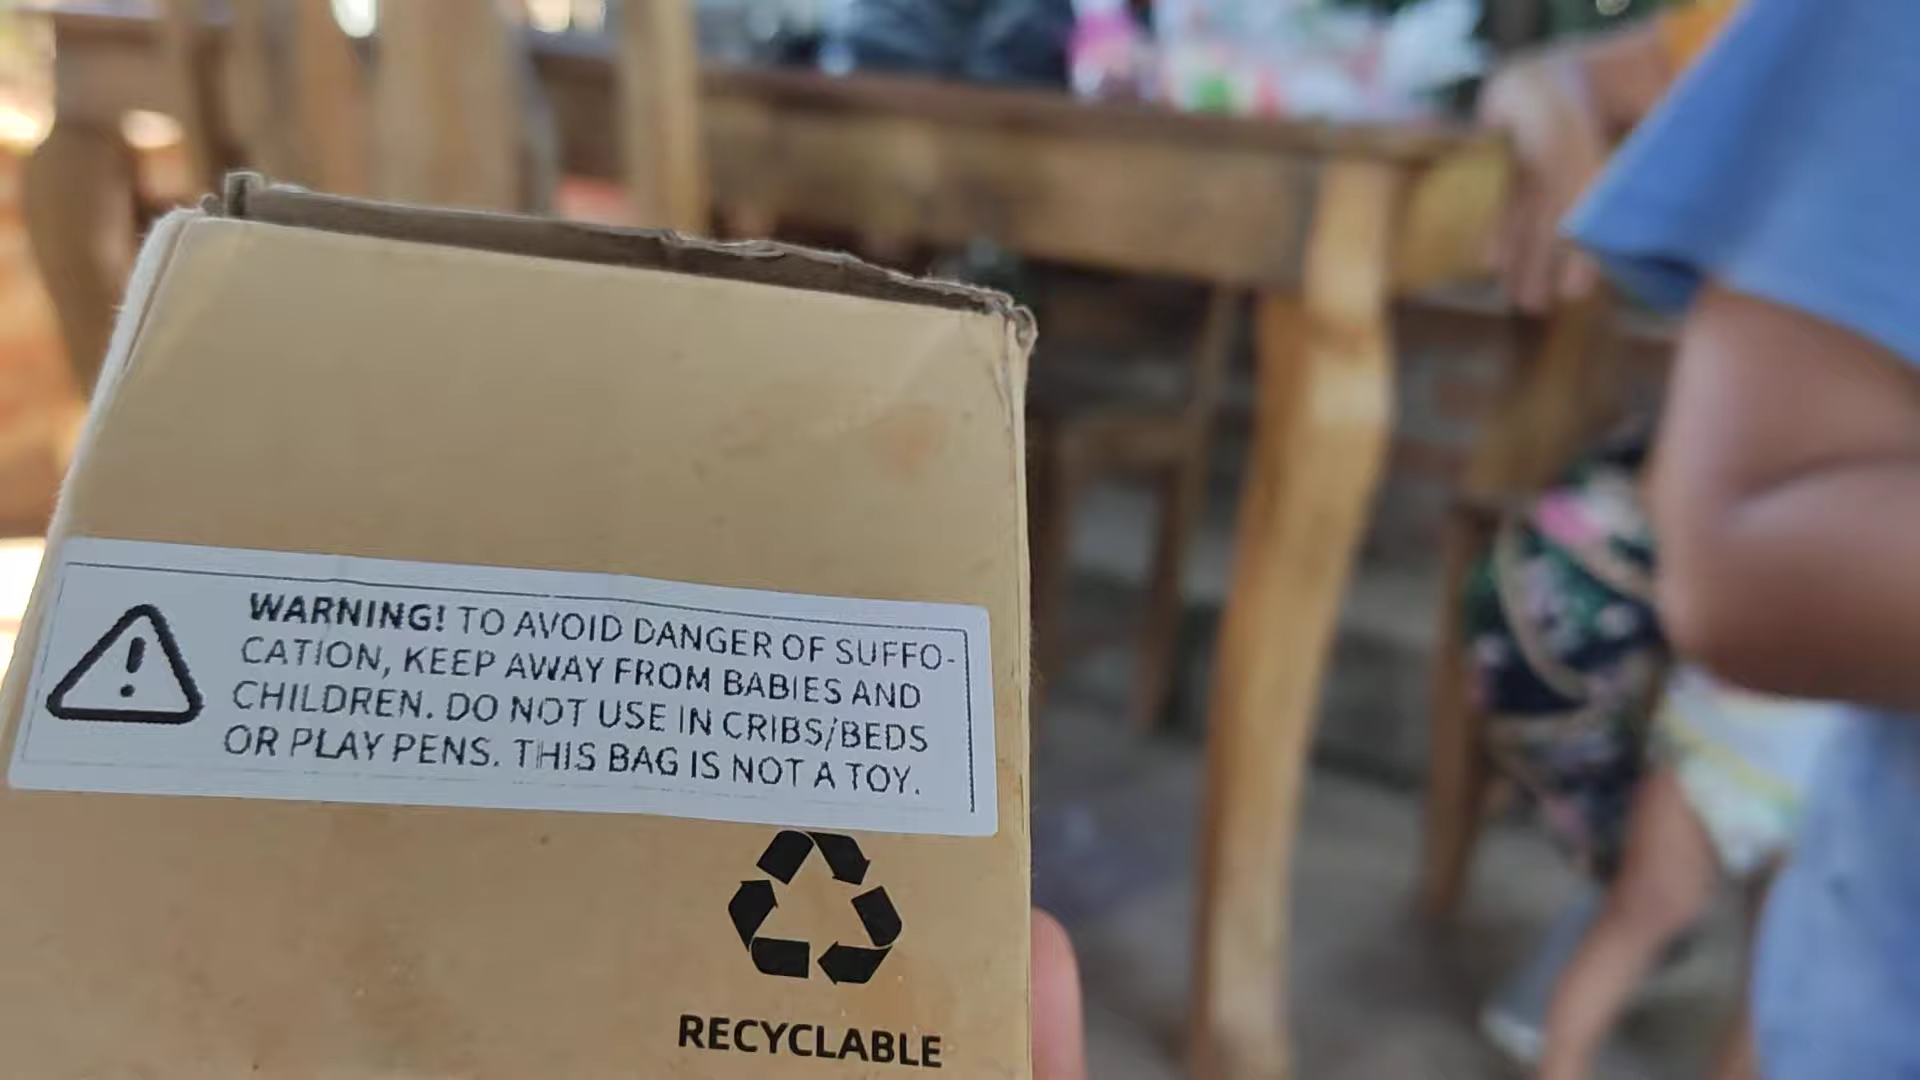 WARNING! TO AVOID DANGER OF SUFFO-
CATION, KEEP AWAY FROM BABIES AND
CHILDREN. DO NOT USE IN CRIBS/BEDS
OR PLAY PENS. THIS BAG IS NOT A TOY.
RECYCLABLE